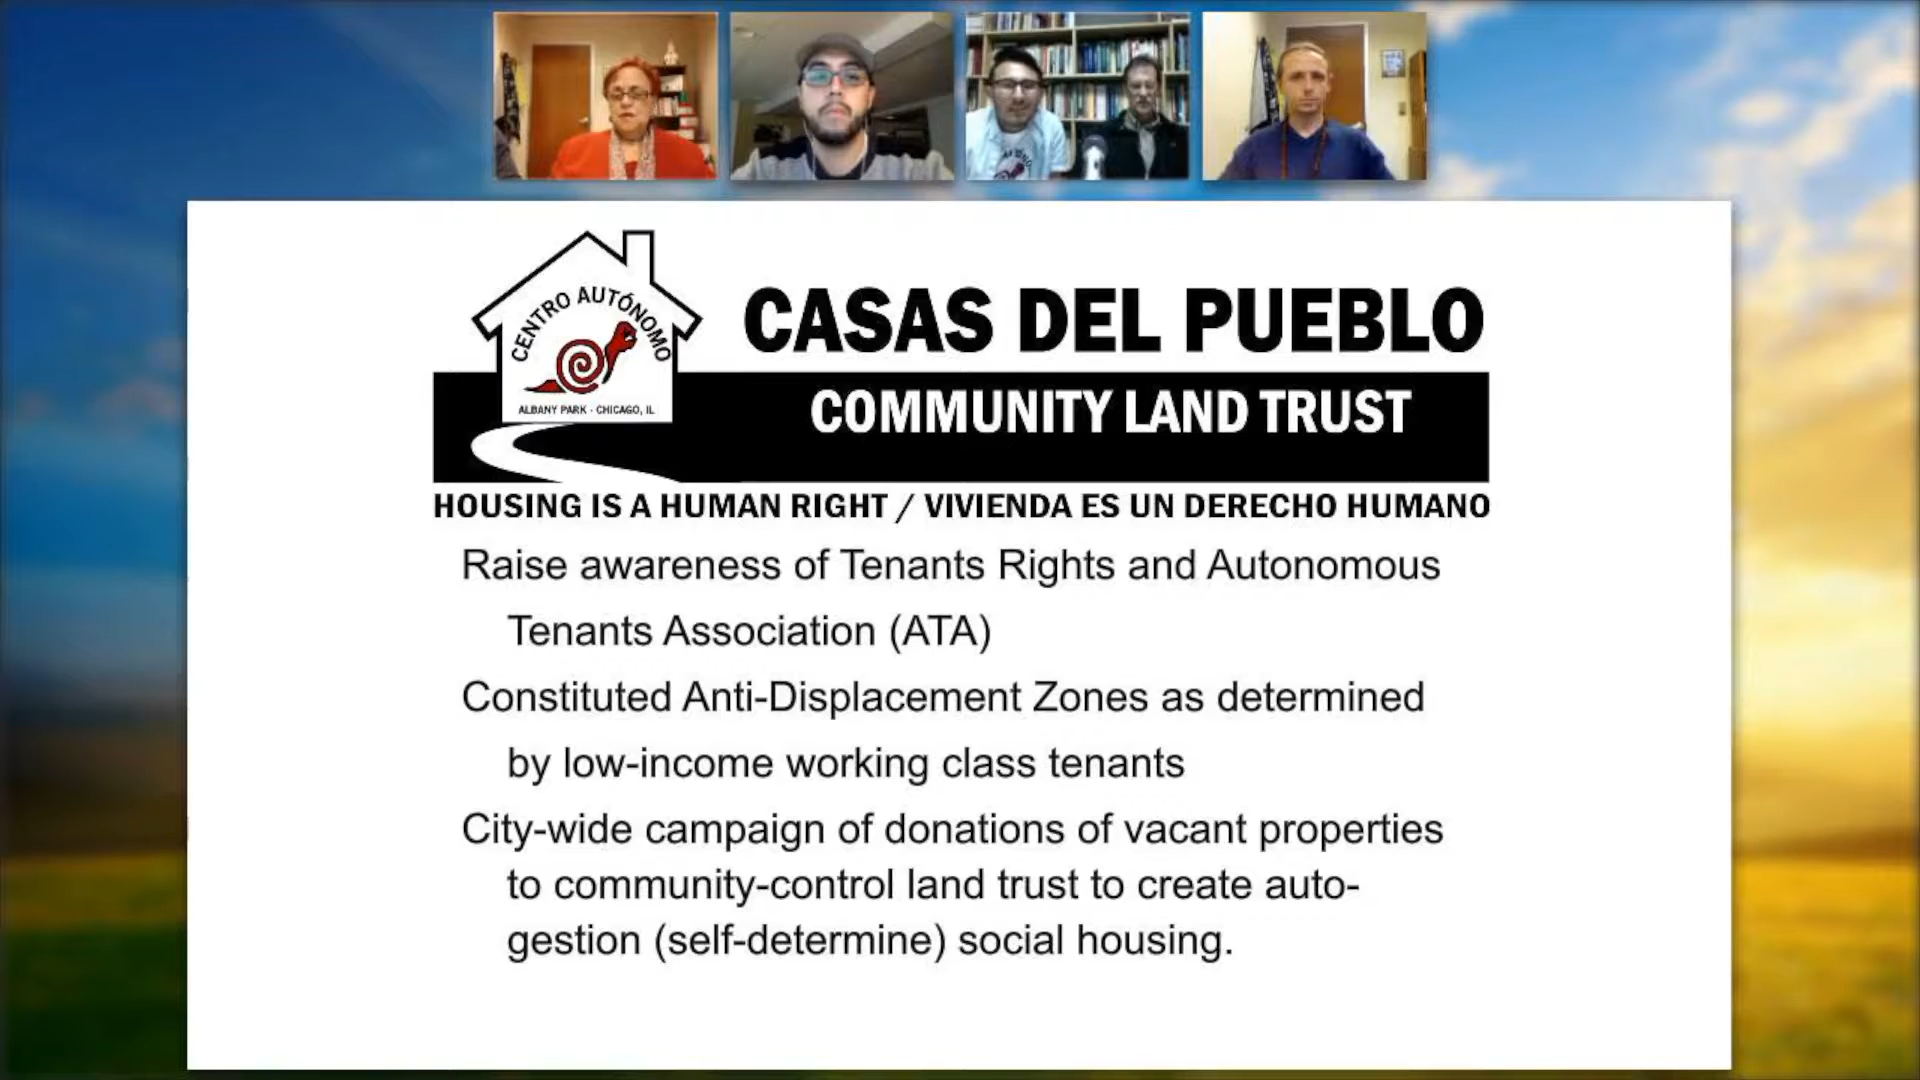 CENTRO AUTÓNOMO
ALBANY PARK - CHICAGO, IL
CASAS DEL PUEBLO
COMMUNITY LAND TRUST
HOUSING IS A HUMAN RIGHT / VIVIENDA ES UN DERECHO HUMANO
Raise awareness of Tenants Rights and Autonomous
Tenants Association (ATA)
Constituted Anti-Displacement Zones as determined
by low-income working class tenants
City-wide campaign of donations of vacant properties
to community-control land trust to create auto-
gestion (self-determine) social housing.